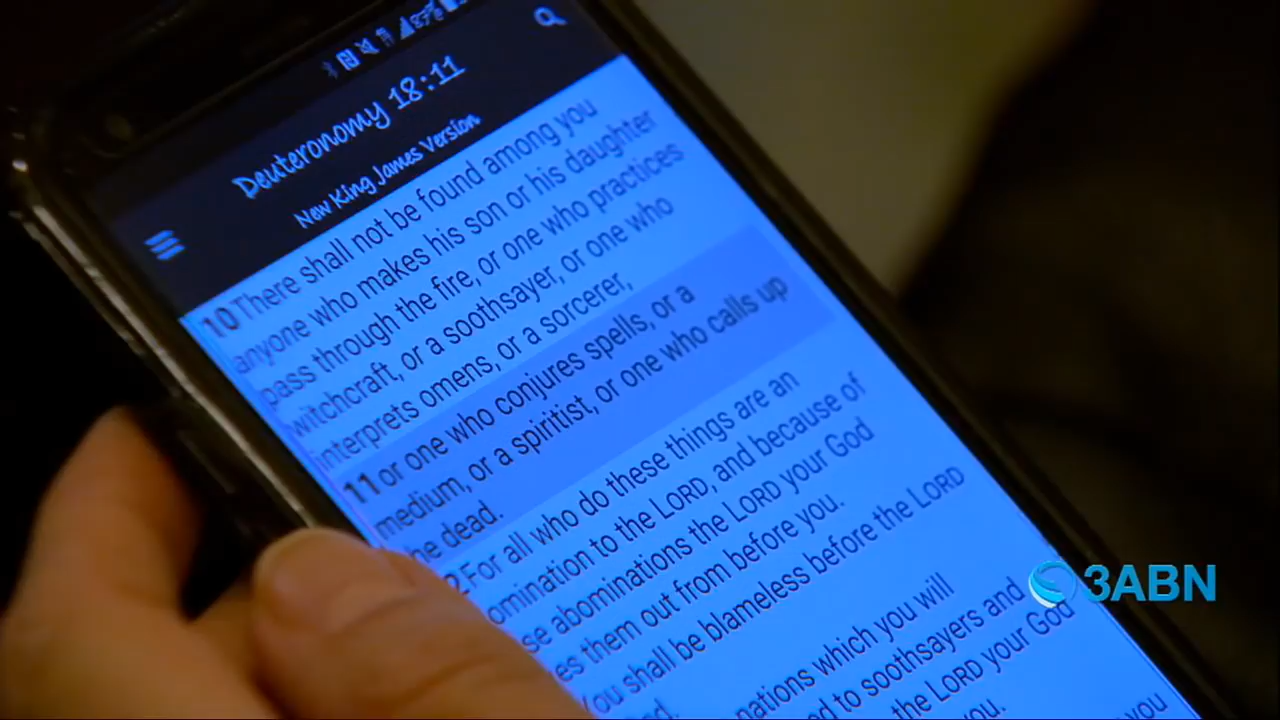 87%
Deuteronomy 18:11
New King James Version
10 There shall not be found among you
anyone who makes his son or his daughter
pass through the fire, or one who practices
witchcraft, or a soothsayer, or one who
interprets omens, or a sorcerer,
11 or one who conjures spells, or a
medium, or a spiritist, or one who calls up
he dead.
2 For all who do these things are an
omination to the LORD, and because of
se abominations the LORD your God
es them out from before you.
You shall be blameless before the LORD
nations which you will
ed to soothsayers and
the LORD your God
you
3ABN